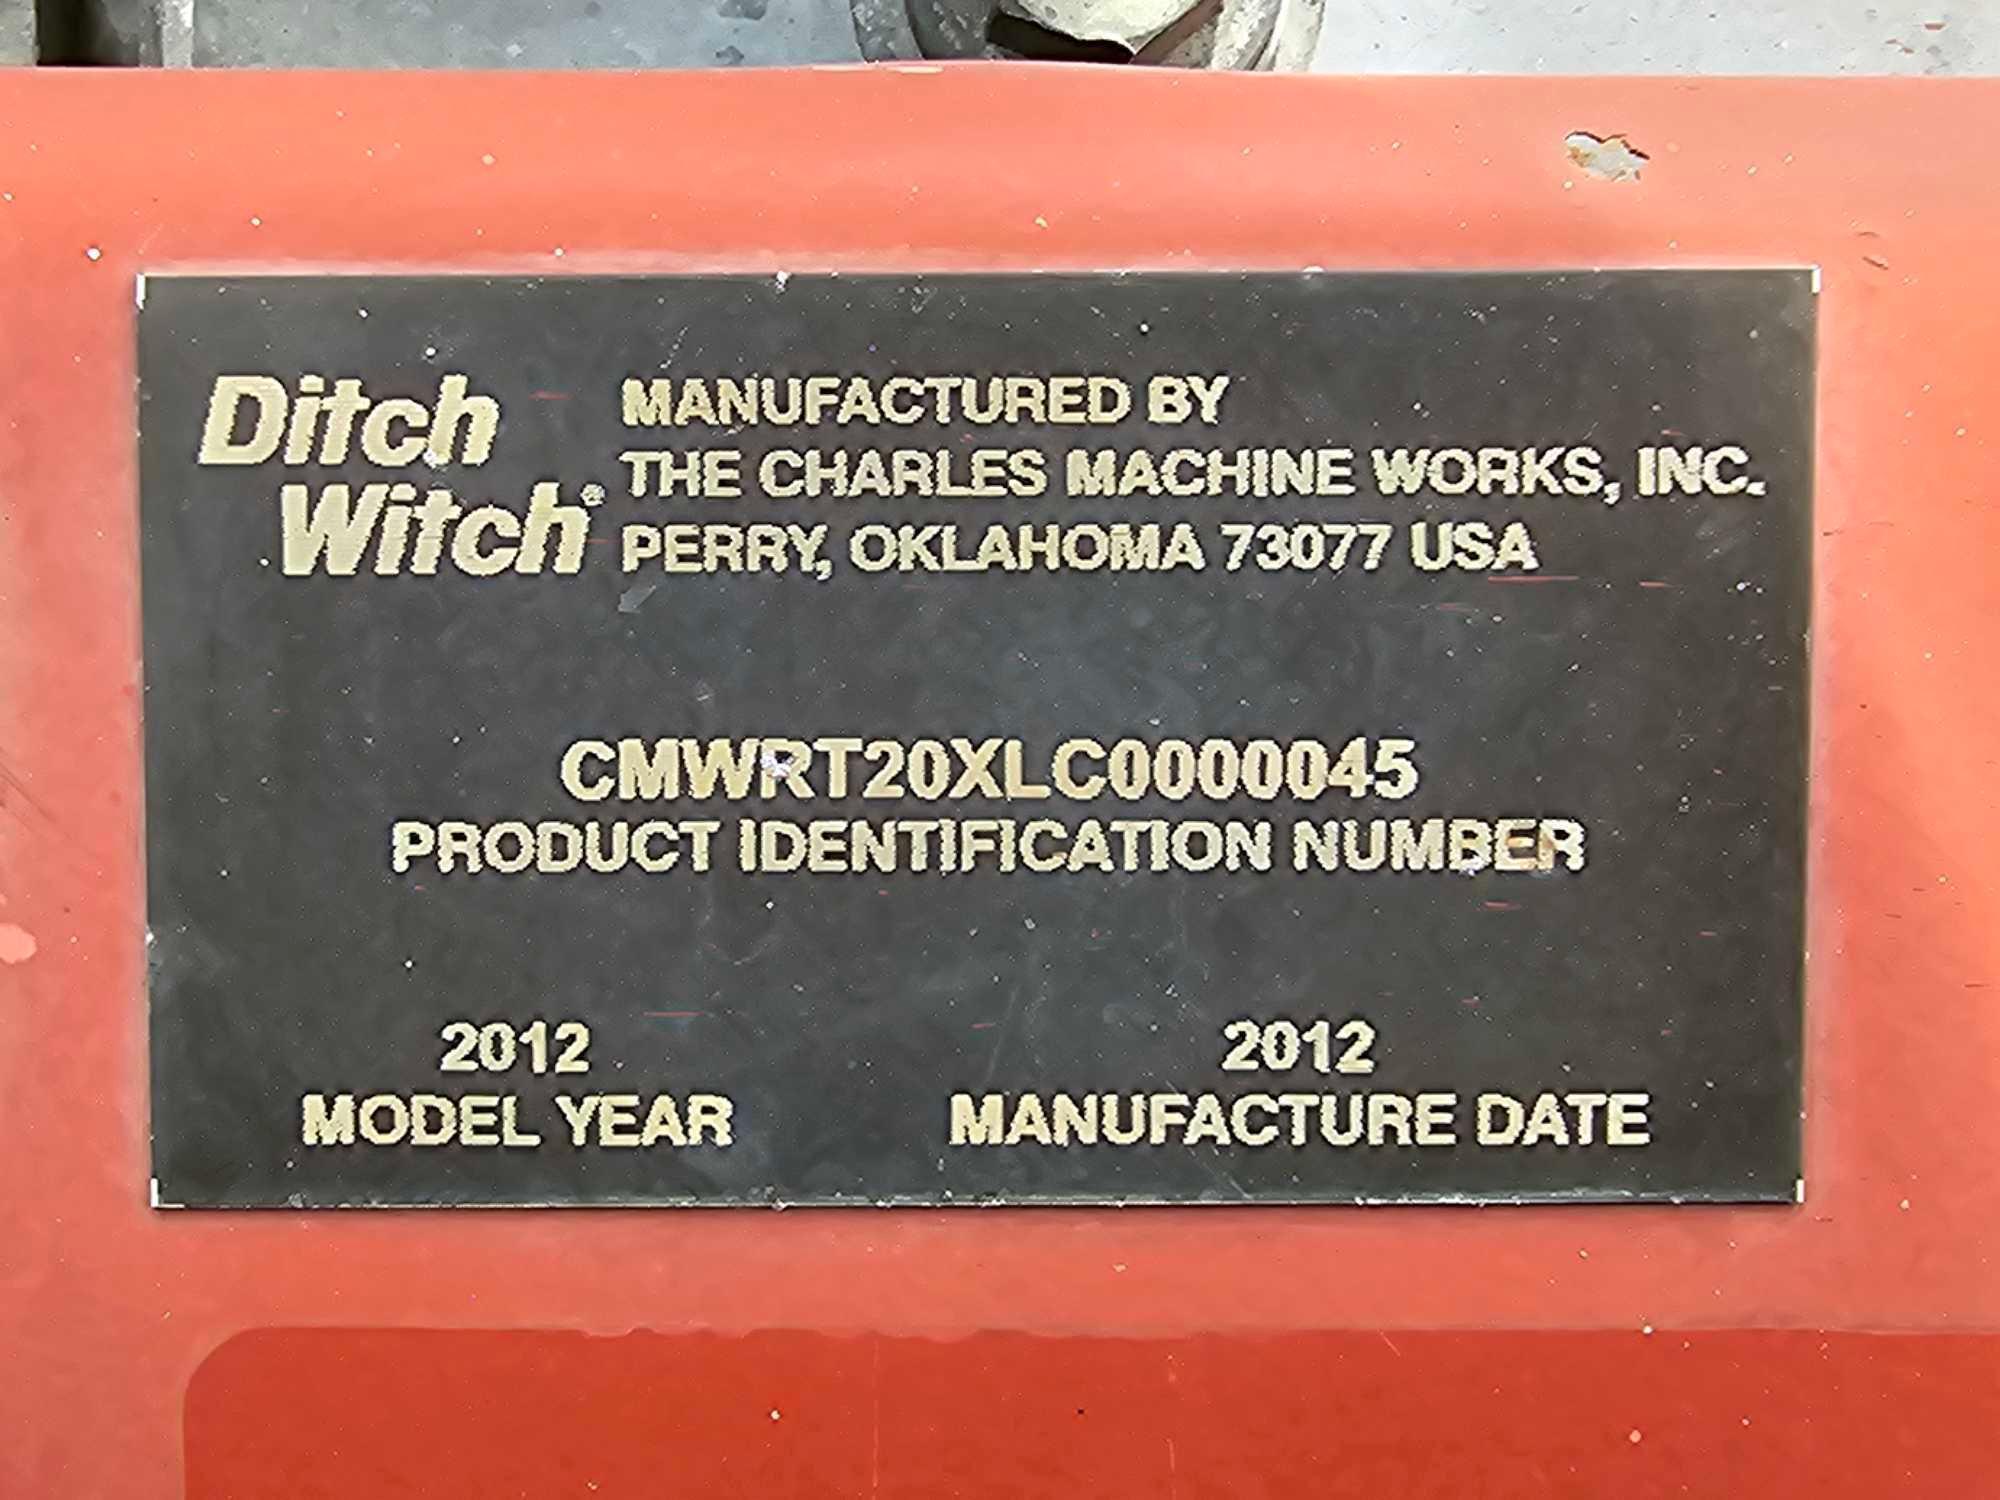 Ditch
Witch®
MANUFACTURED BY
THE CHARLES MACHINE WORKS, INC.
PERRY, OKLAHOMA 73077 USA
CMWRT20XLC0000045
PRODUCT IDENTIFICATION NUMBER
2012
MODEL YEAR
2012
MANUFACTURE DATE